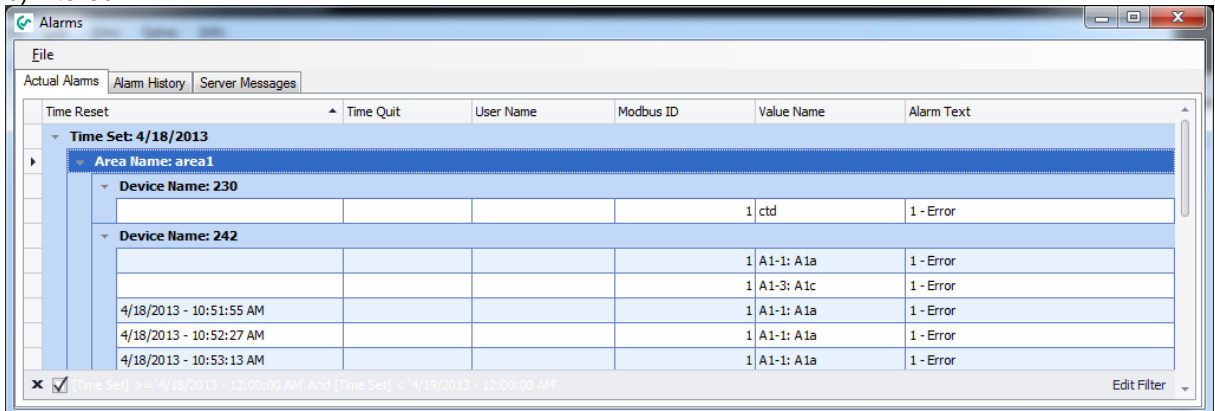 Alarms
File
Actual Alarms Alarm History Server Messages
Time Reset Time Quit User Name Modbus ID Value Name Alarm Text
Time Set: 4/18/2013
Area Name: area1
Device Name: 230
1 ctd 1 - Error
Device Name: 242
1 A1-1: A1a 1 - Error
1 A1-3: A1c 1 - Error
4/18/2013 - 10:51:55 AM 1 A1-1: A1a 1 - Error
4/18/2013 - 10:52:27 AM 1 A1-1: A1a 1 - Error
4/18/2013 - 10:53:13 AM 1 A1-1: A1a 1 - Error
[Time Set] >= '4/18/2013 - 12:00:00 AM' And [Time Set] < '4/19/2013 - 12:00:00 AM' Edit Filter